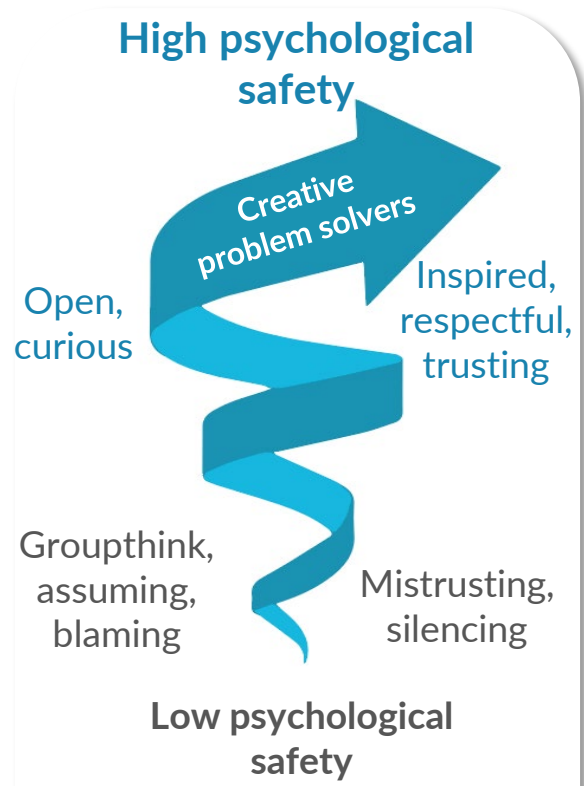 High psychological
safety
Creative
problem solvers
Open,
curious
Inspired,
respectful,
trusting
Groupthink,
assuming,
blaming
Mistrusting,
silencing
Low psychological
safety